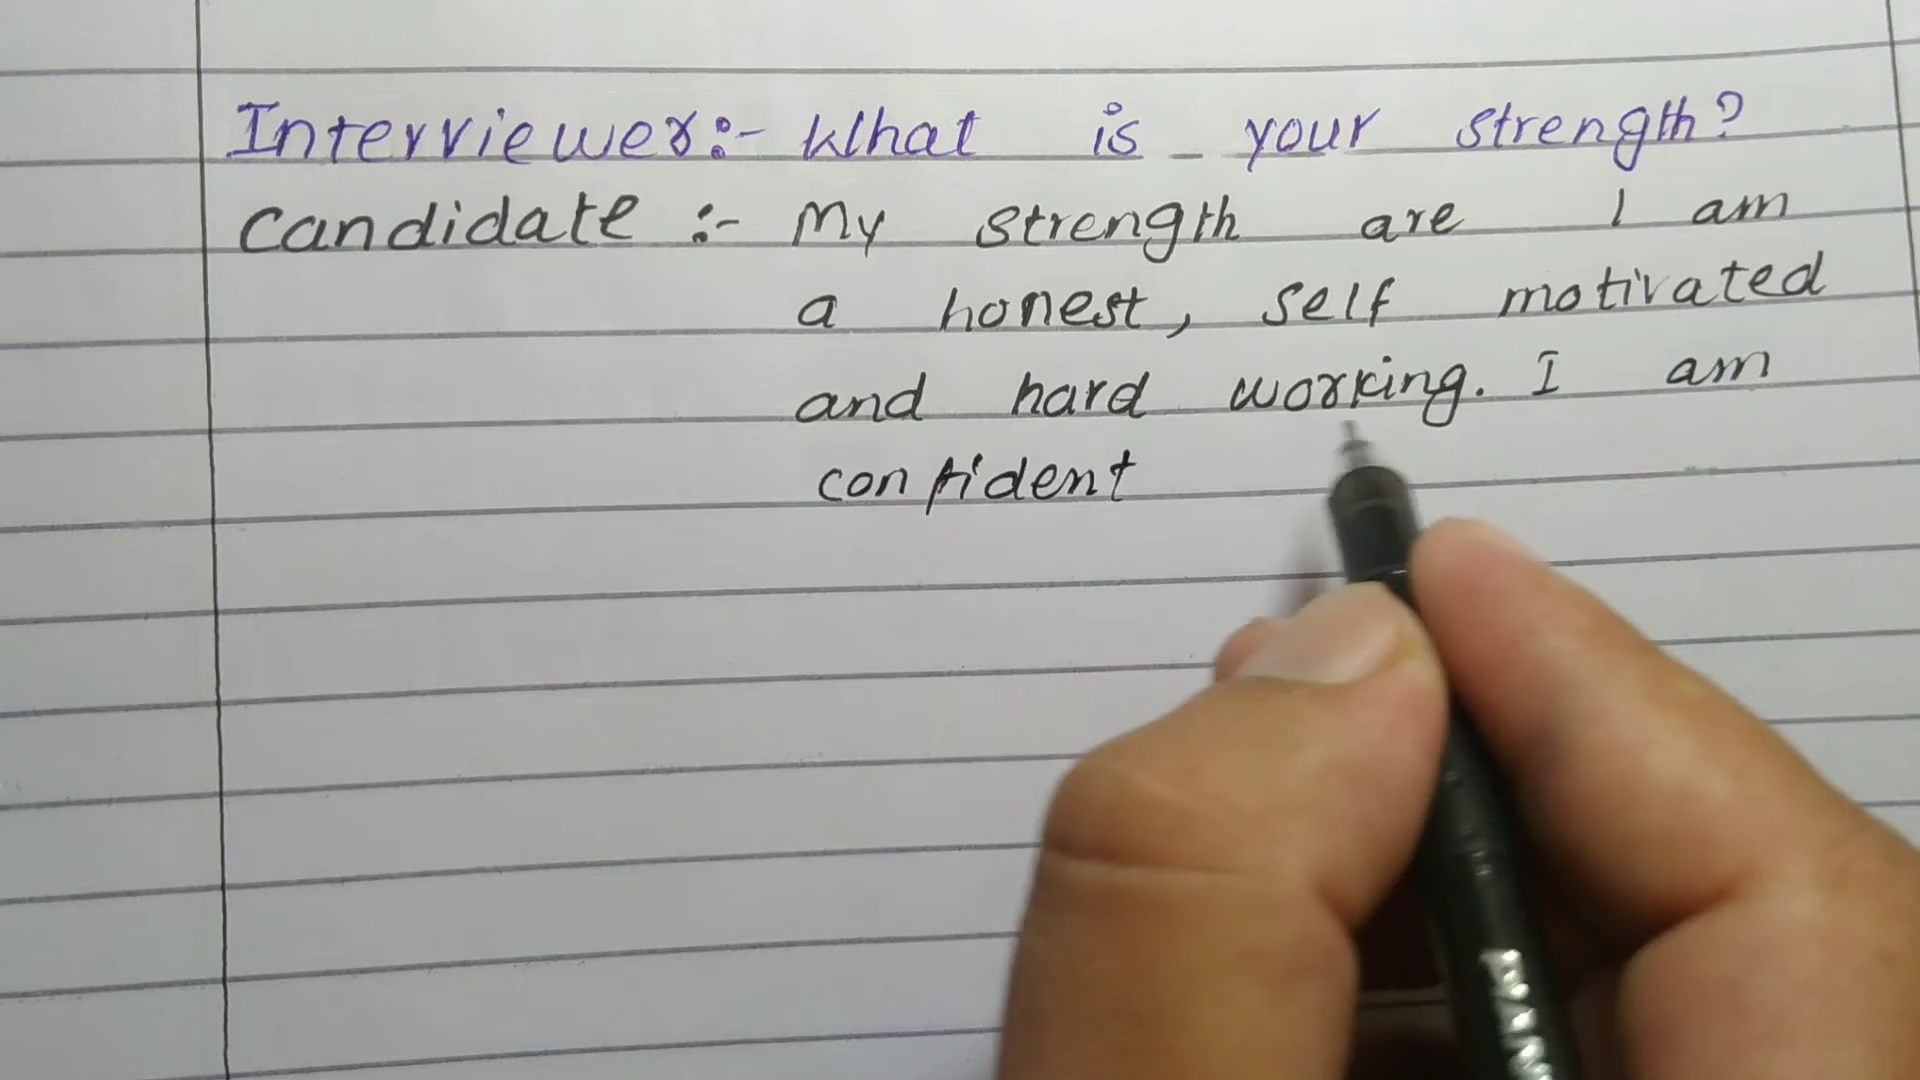 Interviewer:- What is your strength?
Candidate :- My strength are I am
a honest, self motivated
and hard working. I am
confident